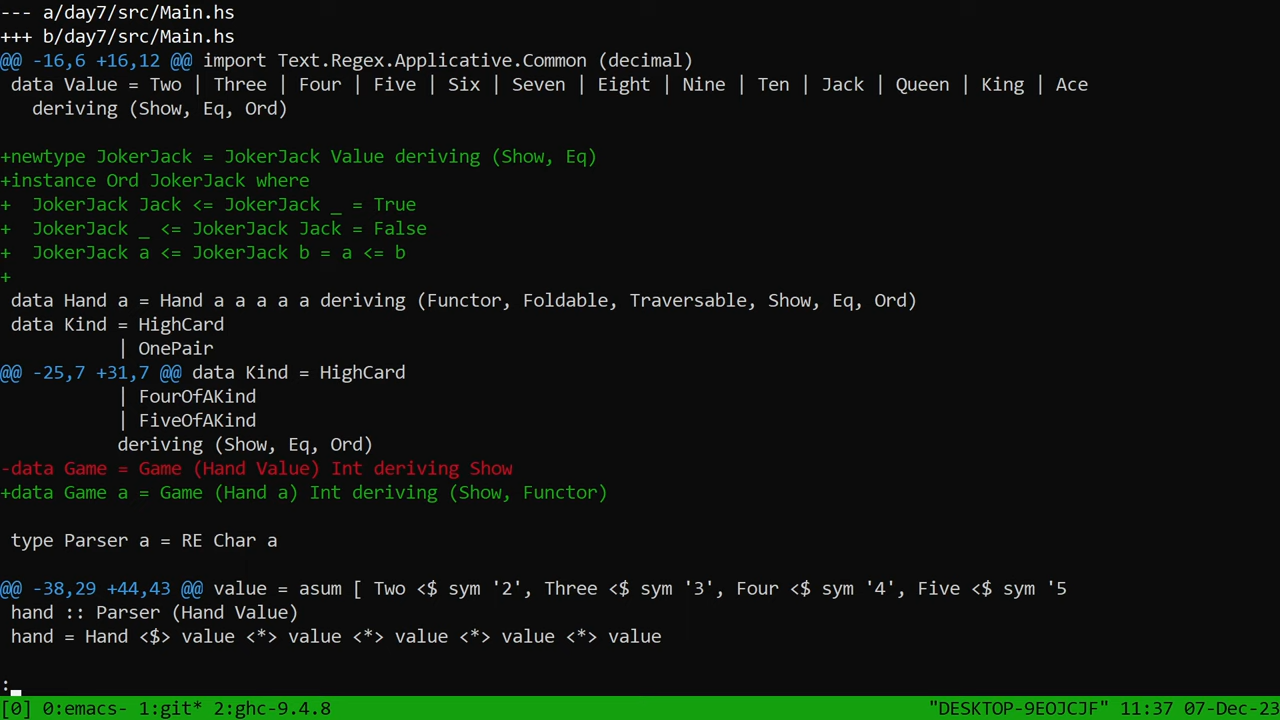 --- a/day7/src/Main.hs
+++ b/day7/src/Main.hs
@@ -16,6 +16,12 @@ import Text.Regex.Applicative.Common (decimal)
 data Value = Two | Three | Four | Five | Six | Seven | Eight | Nine | Ten | Jack | Queen | King | Ace
   deriving (Show, Eq, Ord)
+newtype JokerJack = JokerJack Value deriving (Show, Eq)
+instance Ord JokerJack where
+  JokerJack Jack <= JokerJack _ = True
+  JokerJack _ <= JokerJack Jack = False
+  JokerJack a <= JokerJack b = a <= b
+
 data Hand a = Hand a a a a a deriving (Functor, Foldable, Traversable, Show, Eq, Ord)
 data Kind = HighCard
           | OnePair
@@ -25,7 +31,7 @@ data Kind = HighCard
           | FourOfAKind
           | FiveOfAKind
           deriving (Show, Eq, Ord)
-data Game = Game (Hand Value) Int deriving Show
+data Game a = Game (Hand a) Int deriving (Show, Functor)
 type Parser a = RE Char a
@@ -38,29 +44,43 @@ value = asum [ Two <$ sym '2', Three <$ sym '3', Four <$ sym '4', Five <$ sym '5
 hand :: Parser (Hand Value)
 hand = Hand <$> value <*> value <*> value <*> value <*> value
:
[0] 0:emacs- 1:git* 2:ghc-9.4.8 "DESKTOP-9EOJCJF" 11:37 07-Dec-23